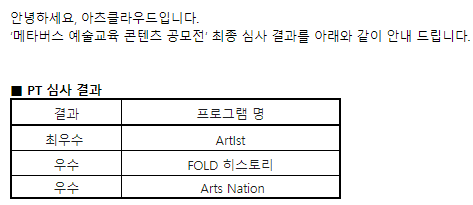 안녕하세요, 아츠클라우드입니다.
'메타버스 예술교육 콘텐츠 공모전' 최종 심사 결과를 아래와 같이 안내 드립니다.
■ PT 심사 결과
결과 프로그램 명
최우수 ArtIst
우수 FOLD 히스토리
우수 Arts Nation